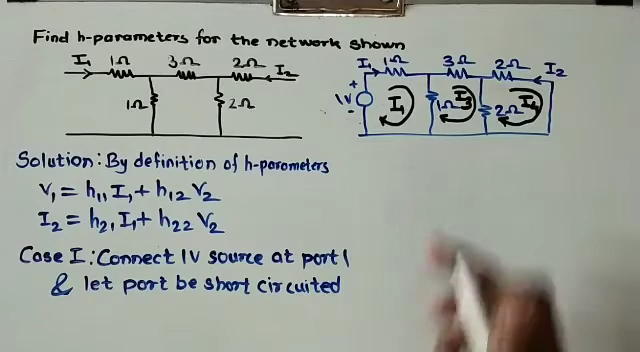 Find h-parameters for the network shown
I₁ 1Ω 3Ω 2Ω I₂
1Ω 2Ω
I₁ 1Ω 3Ω 2Ω I₂
+ 1V - I₁ 1Ω I₃ 2Ω I₄
Solution: By definition of h-parameters
V₁ = h₁₁ I₁ + h₁₂ V₂
I₂ = h₂₁ I₁ + h₂₂ V₂
Case I: Connect 1V source at port 1
& let port be short circuited